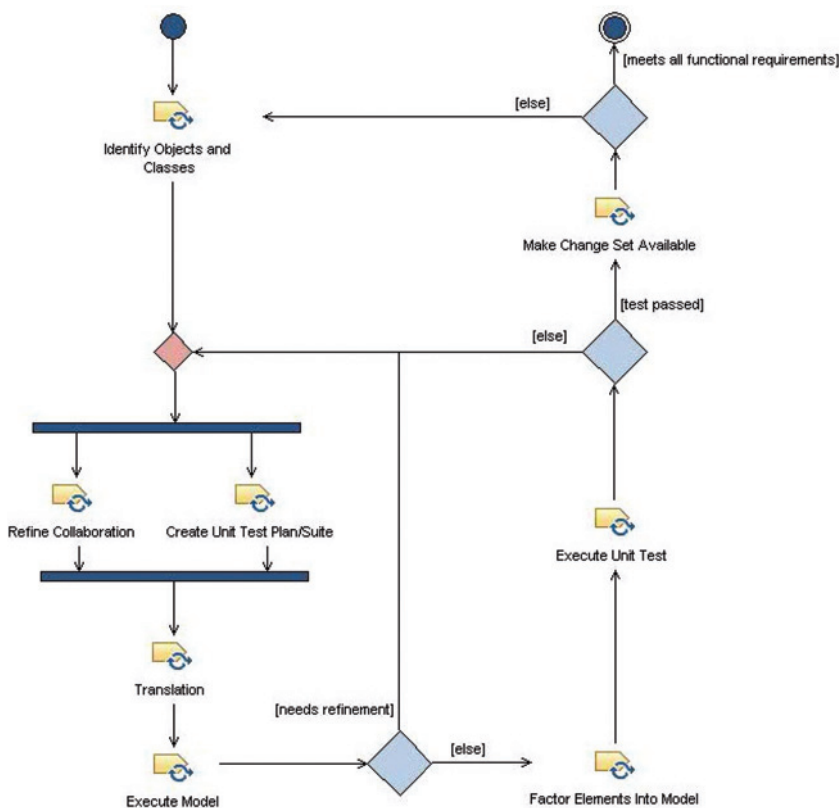 [meets all functional requirements]
[else]
Identify Objects and
Classes
Make Change Set Available
[test passed]
[else]
Refine Collaboration
Create Unit Test Plan/Suite
Execute Unit Test
Translation
[needs refinement]
[else]
Execute Model
Factor Elements Into Model